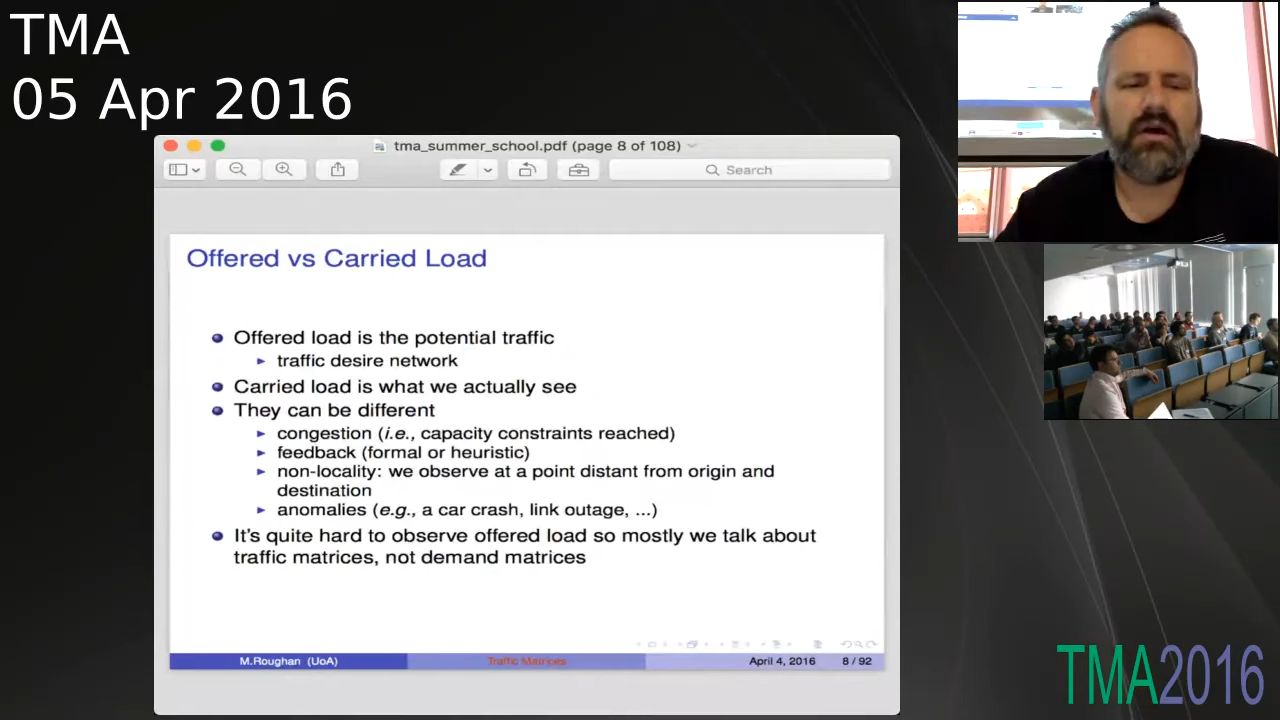 TMA
05 Apr 2016
tma_summer_school.pdf (page 8 of 108)
Search
Offered vs Carried Load
Offered load is the potential traffic
traffic desire network
Carried load is what we actually see
They can be different
congestion (i.e., capacity constraints reached)
feedback (formal or heuristic)
non-locality: we observe at a point distant from origin and
destination
anomalies (e.g., a car crash, link outage, ...)
It's quite hard to observe offered load so mostly we talk about
traffic matrices, not demand matrices
M.Roughan (UoA)
Traffic Matrices
April 4, 2016
8 / 92
TMA2016